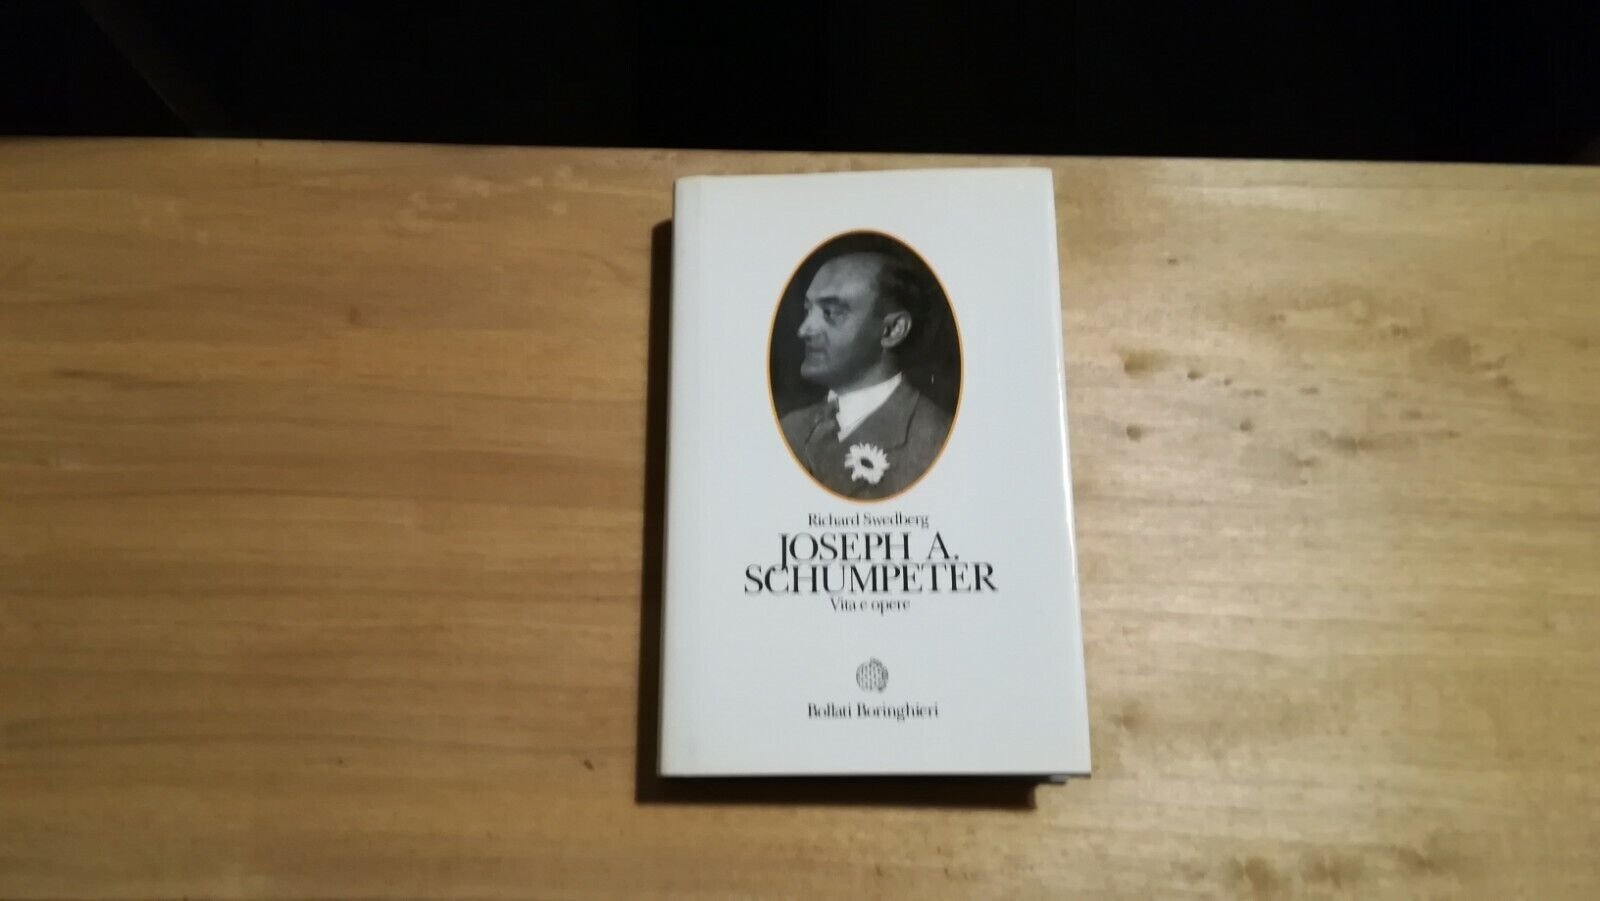 Richard Swedberg
JOSEPH A.
SCHUMPETER
Vita e opere
Bollati Boringhieri